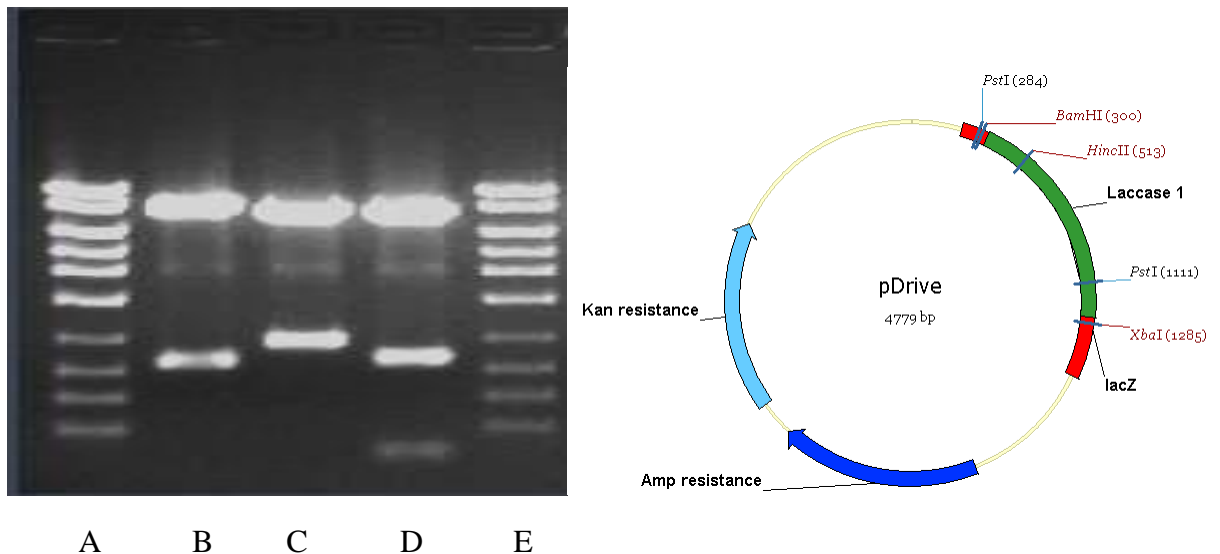 A B C D E
PstI (284)
BamHI (300)
HincII (513)
Laccase 1
PstI (1111)
XbaI (1285)
lacZ
pDrive
4779 bp
Kan resistance
Amp resistance